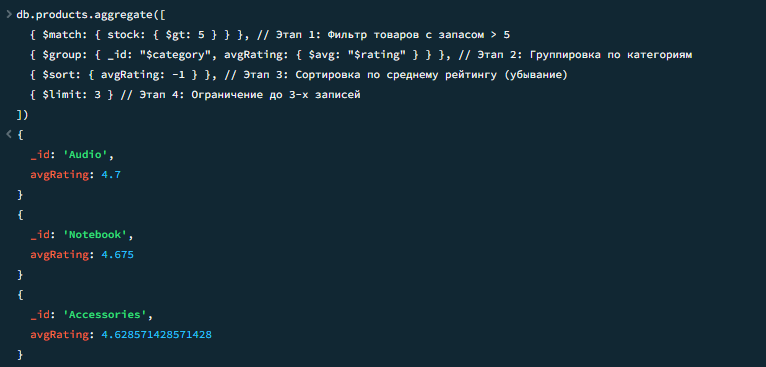 db.products.aggregate([
{ $match: { stock: { $gt: 5 } } }, // Этап 1: Фильтр товаров с запасом > 5
{ $group: { _id: "$category", avgRating: { $avg: "$rating" } } }, // Этап 2: Группировка по категориям
{ $sort: { avgRating: -1 } }, // Этап 3: Сортировка по среднему рейтингу (убывание)
{ $limit: 3 } // Этап 4: Ограничение до 3-х записей
])
{
_id: 'Audio',
avgRating: 4.7
}
{
_id: 'Notebook',
avgRating: 4.675
}
{
_id: 'Accessories',
avgRating: 4.628571428571428
}